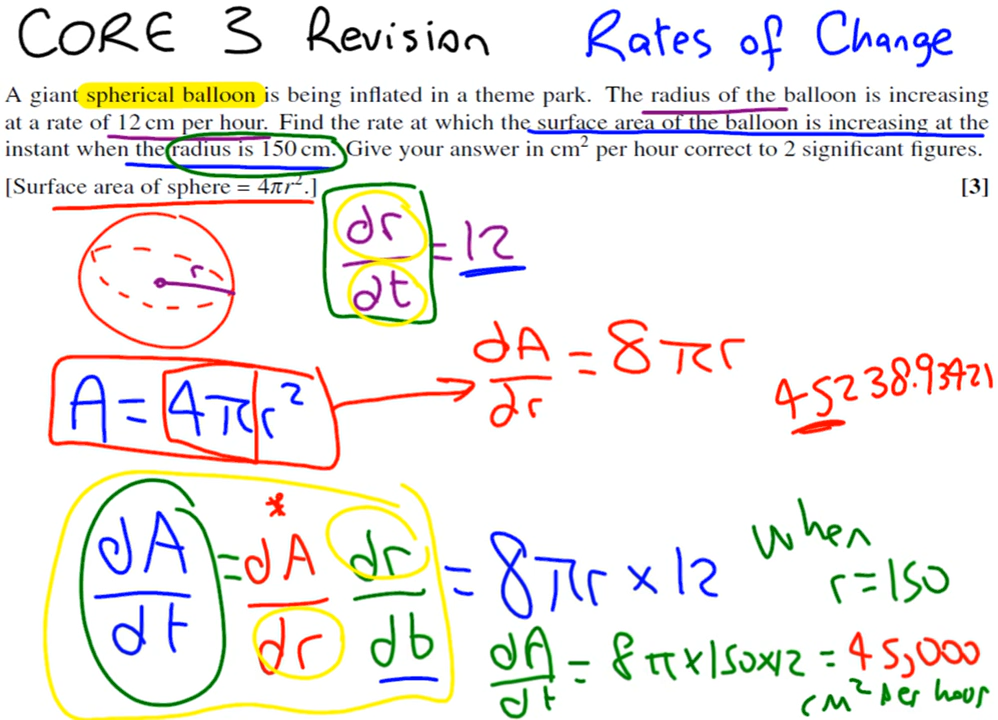 CORE 3 Revision Rates of Change
A giant spherical balloon is being inflated in a theme park. The radius of the balloon is increasing
at a rate of 12 cm per hour. Find the rate at which the surface area of the balloon is increasing at the
instant when the radius is 150 cm. Give your answer in cm² per hour correct to 2 significant figures.
[Surface area of sphere = 4πr².] [3]
dr/dt = 12
r
dA/dr = 8πr
45238.93421
A = 4πr²
*
dA/dt = dA/dr dr/dt = 8πr × 12
when
r = 150
dA/dt = 8π×150×12 = 45,000
cm² per hour